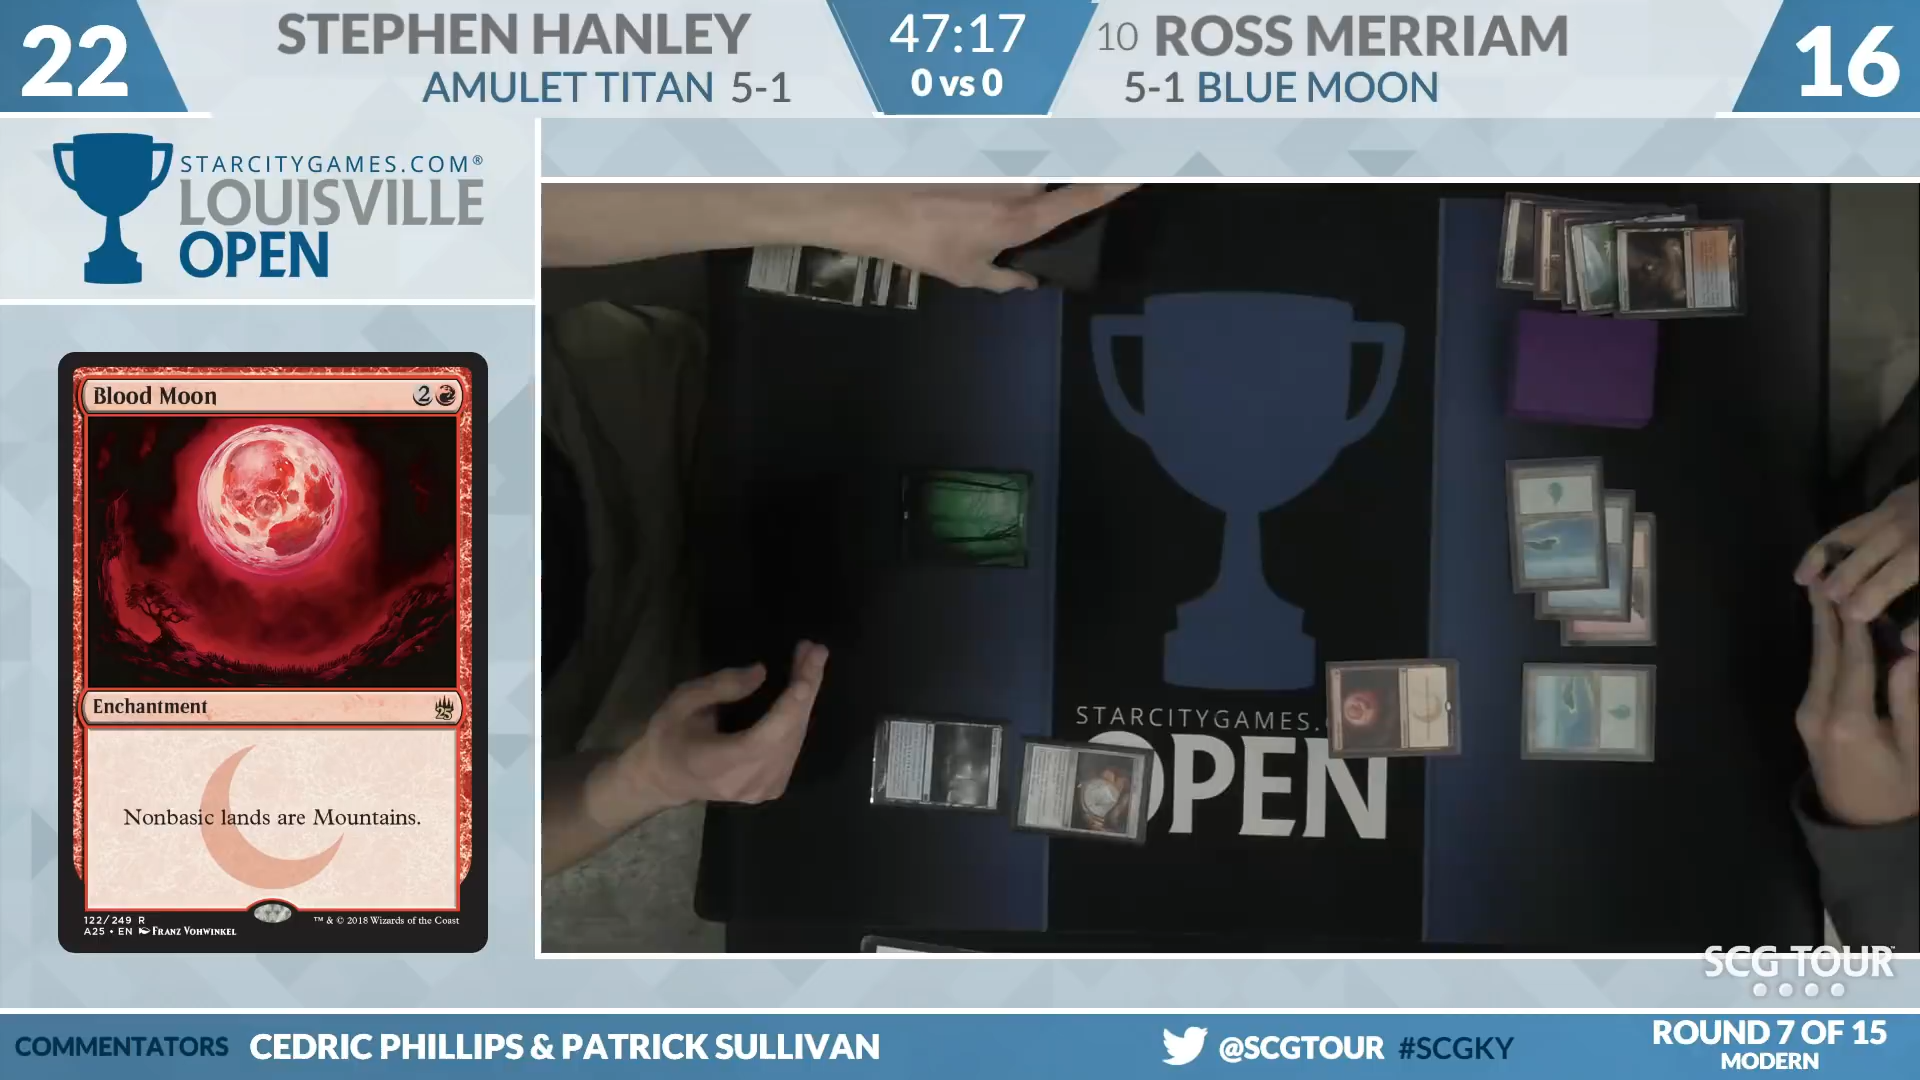 22
STEPHEN HANLEY
AMULET TITAN 5-1
47:17
0 vs 0
10 ROSS MERRIAM
5-1 BLUE MOON
16
STARCITYGAMES.COM®
LOUISVILLE
OPEN
Blood Moon 2
Enchantment
25
Nonbasic lands are Mountains.
122/249 R
A25 • EN FRANZ VOHWINKEL
™ & © 2018 Wizards of the Coast
STARCITYGAMES.
OPEN
SCG TOUR™
COMMENTATORS CEDRIC PHILLIPS & PATRICK SULLIVAN
@SCGTOUR #SCGKY
ROUND 7 OF 15
MODERN